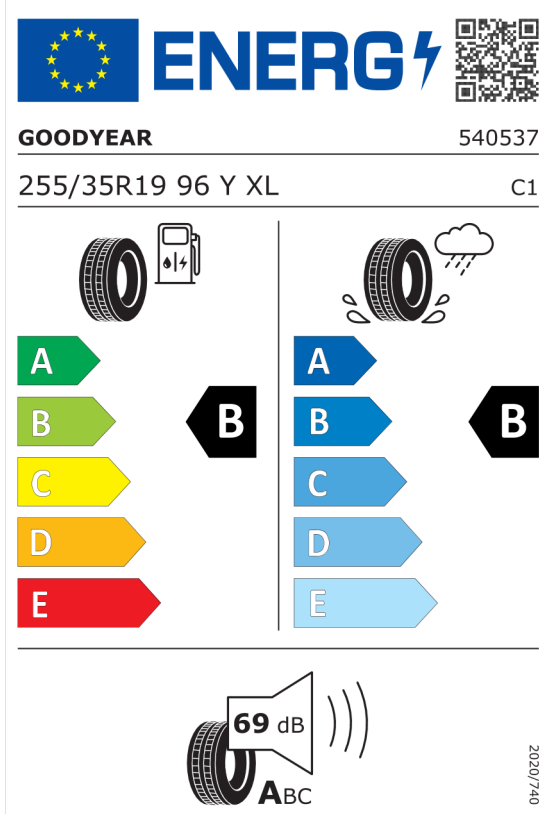 ENERG
GOODYEAR 540537
255/35R19 96 Y XL C1
A A
B B B B
C C
D D
E E
69 dB
ABC
2020/740